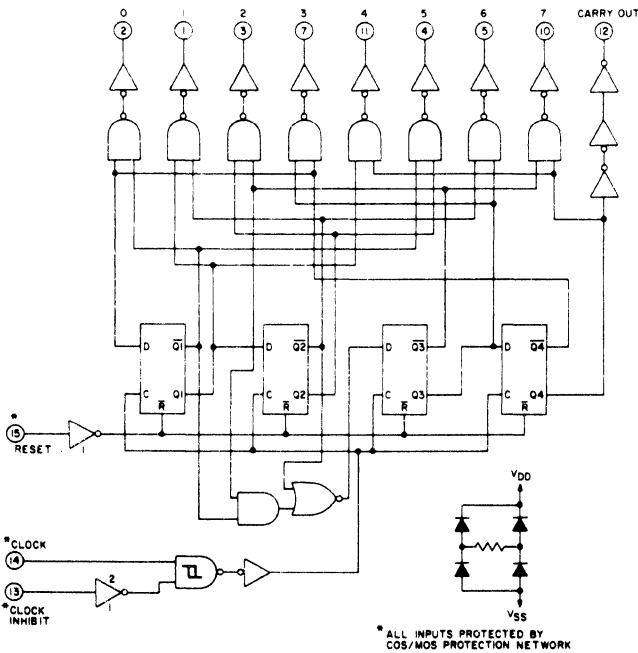 0 1 2 3 4 5 6 7 CARRY OUT
2 1 3 7 11 4 5 10 12
D Q1 D Q2 D Q3 D Q4
C Q1 C Q2 C Q3 C Q4
R R R R
*
15
RESET
1
*CLOCK
14
2
13
1
*CLOCK
INHIBIT
VDD
VSS
* ALL INPUTS PROTECTED BY
COS/MOS PROTECTION NETWORK